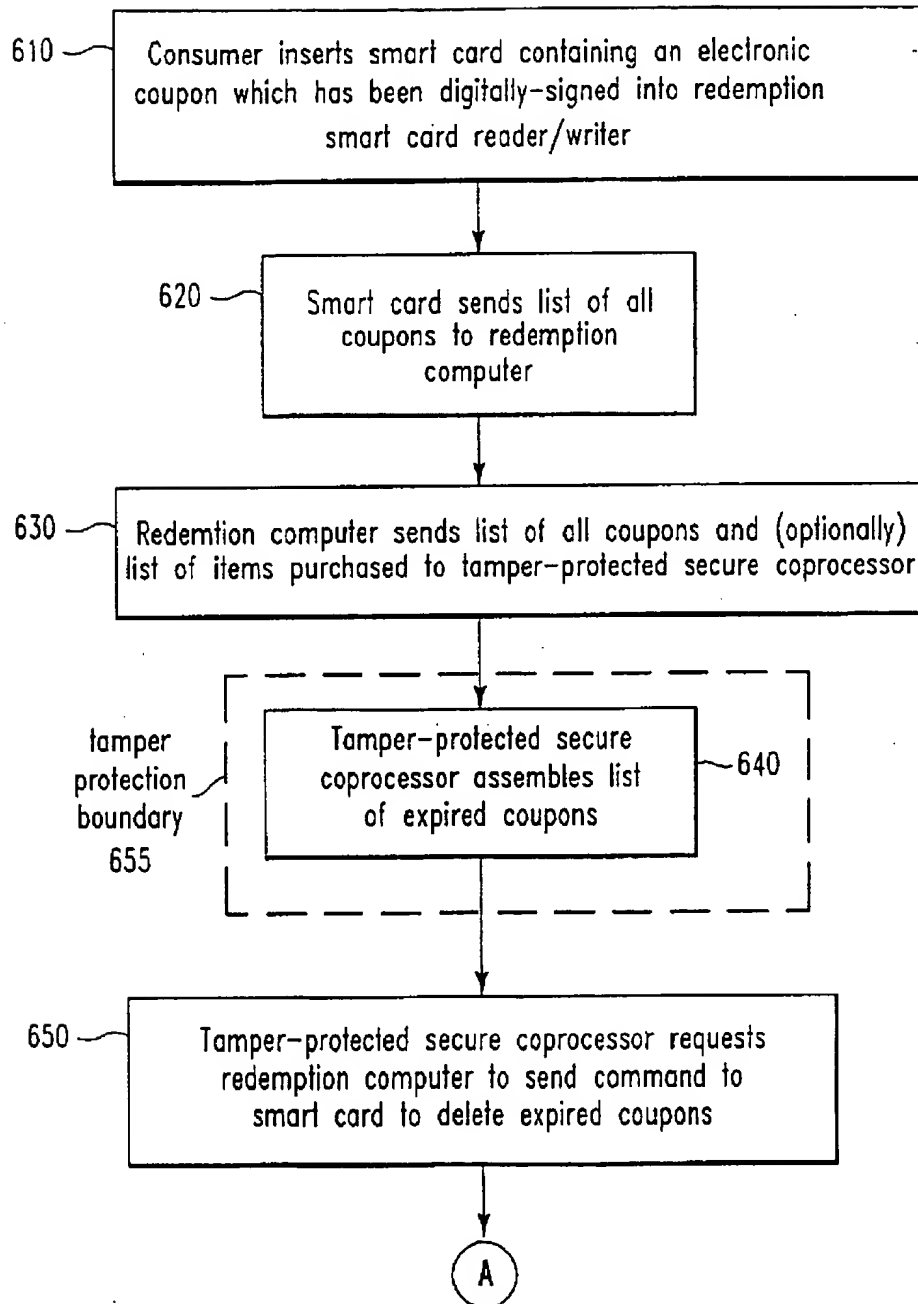 610
Consumer inserts smart card containing an electronic
coupon which has been digitally-signed into redemption
smart card reader/writer
620
Smart card sends list of all
coupons to redemption
computer
630
Redemtion computer sends list of all coupons and (optionally)
list of items purchased to tamper-protected secure coprocessor
tamper
protection
boundary
655
Tamper-protected secure
coprocessor assembles list
of expired coupons
640
650
Tamper-protected secure coprocessor requests
redemption computer to send command to
smart card to delete expired coupons
A